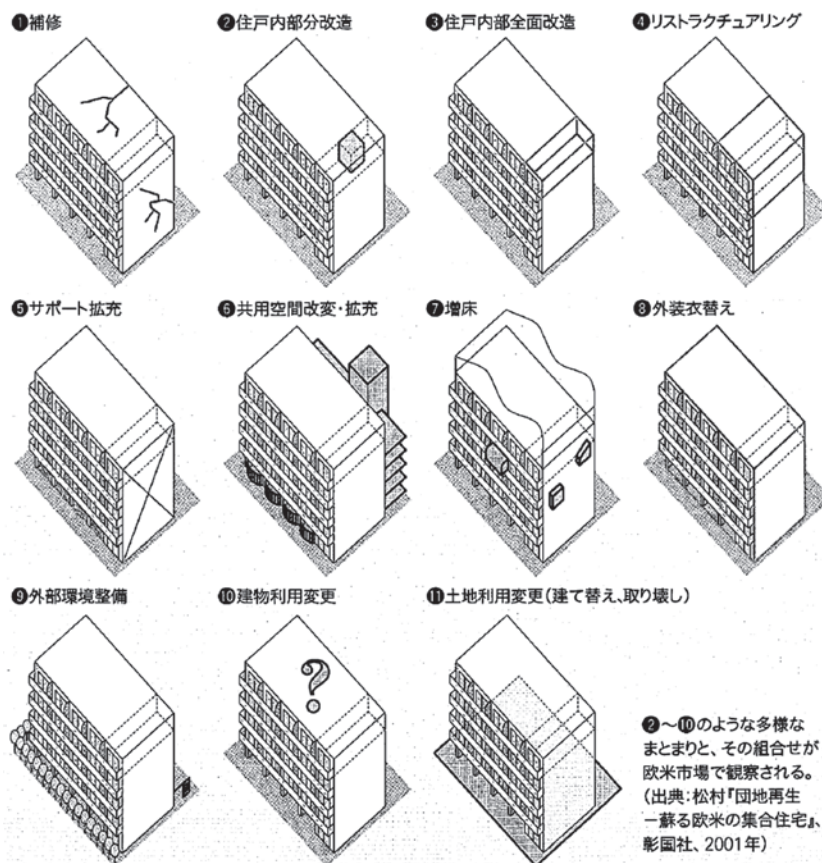 ❶補修
❷住戸内部分改造
❸住戸内部全面改造
❹リストラクチュアリング
❺サポート拡充
❻共用空間改変・拡充
❼増床
❽外装衣替え
❾外部環境整備
❿建物利用変更
⓫土地利用変更(建て替え、取り壊し)
?
❷～❿のような多様な
まとまりと、その組合せが
欧米市場で観察される。
(出典:松村『団地再生
－蘇る欧米の集合住宅』、
彰国社、2001年)